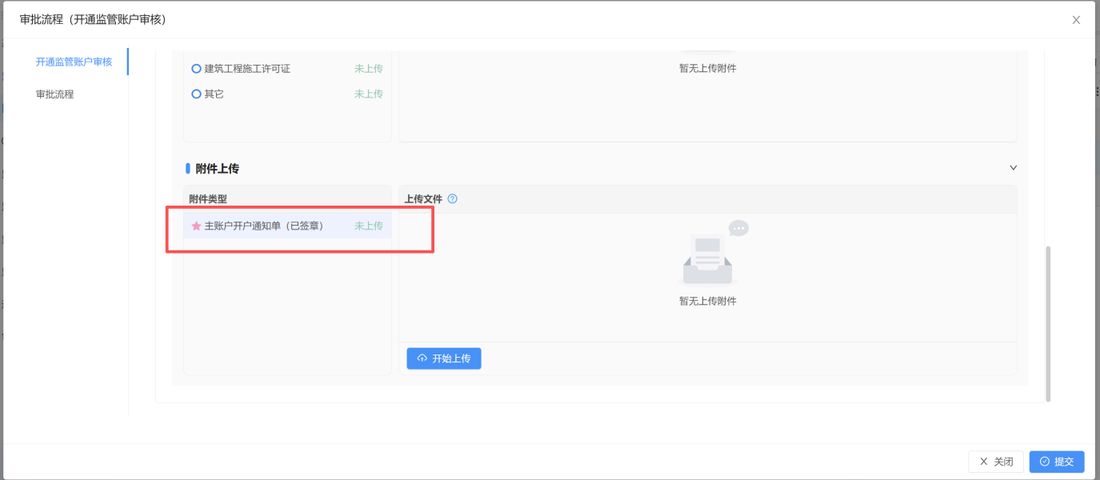 审批流程（开通监管账户审核）
开通监管账户审核
审批流程
建筑工程施工许可证 未上传
其它 未上传
暂无上传附件
附件上传
附件类型
上传文件
主账户开户通知单（已签章） 未上传
暂无上传附件
开始上传
关闭
提交